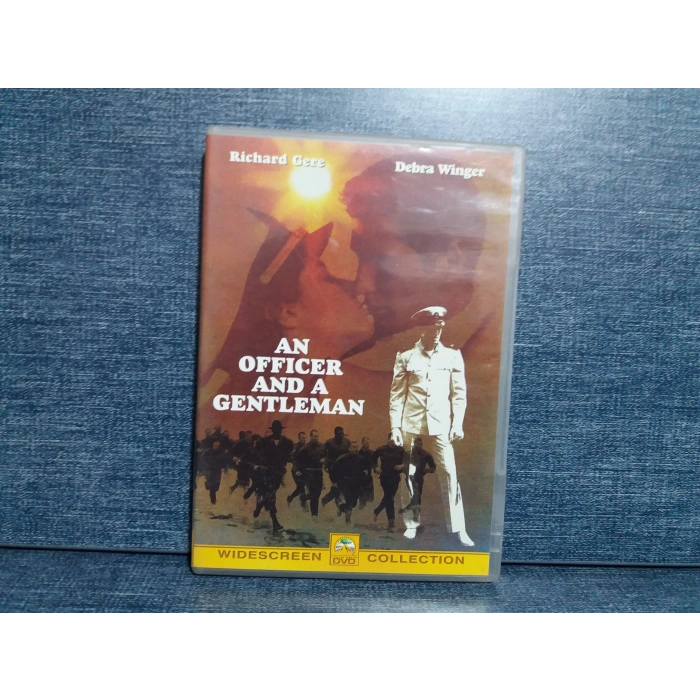 Richard Gere
Debra Winger
AN
OFFICER
AND A
GENTLEMAN
WIDESCREEN DVD COLLECTION